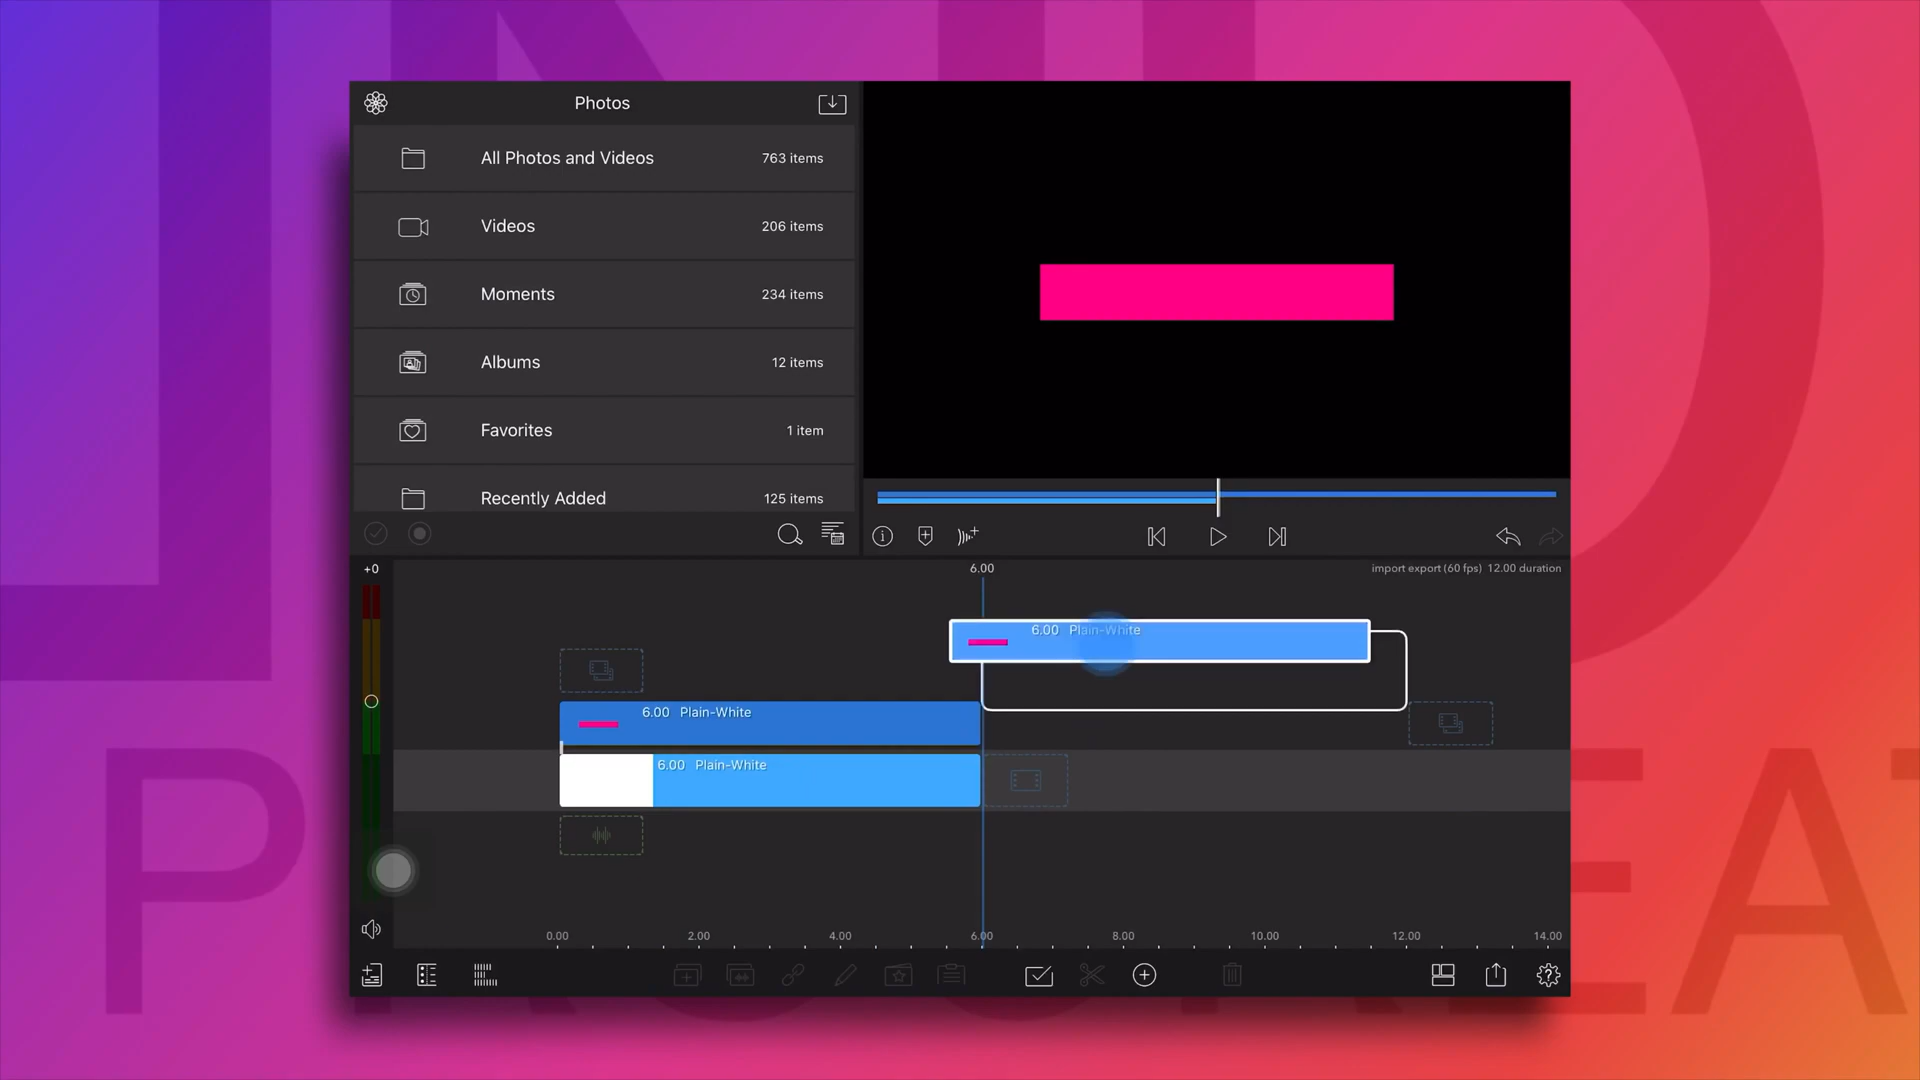 Photos
All Photos and Videos 763 items
Videos 206 items
Moments 234 items
Albums 12 items
Favorites 1 item
Recently Added 125 items
+0
6.00
import export (60 fps) 12.00 duration
6.00 Plain-White
6.00 Plain-White
6.00 Plain-White
0.00 2.00 4.00 6.00 8.00 10.00 12.00 14.00